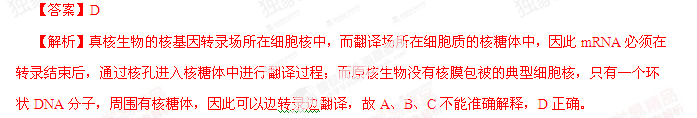 【答案】D
【解析】真核生物的核基因转录场所在细胞核中，而翻译场所在细胞质的核糖体中，因此 mRNA 必须在
转录结束后，通过核孔进入核糖体中进行翻译过程；而原核生物没有核膜包被的典型细胞核，只有一个环
状 DNA 分子，周围有核糖体，因此可以边转录边翻译，故 A、B、C 不能准确解释，D 正确。